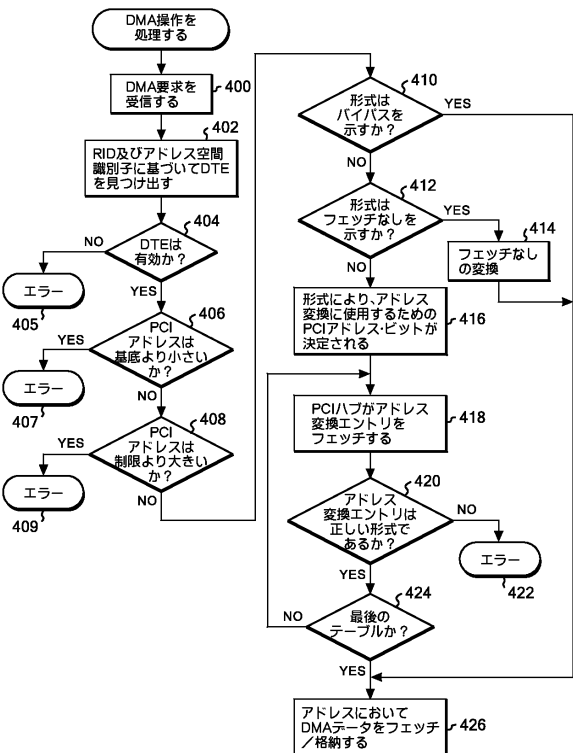 DMA操作を
処理する
DMA要求を
受信する
400
402
RID及びアドレス空間
識別子に基づいてDTE
を見つけ出す
404
DTEは
有効か?
NO
エラー
405
YES
406
PCI
アドレスは
基底より小さい
か?
YES
エラー
407
NO
408
PCI
アドレスは
制限より大きい
か?
YES
エラー
409
NO
410
形式は
バイパスを
示すか?
YES
NO
412
形式は
フェッチなしを
示すか?
YES
414
フェッチなし
の変換
NO
形式により、アドレス
変換に使用するための
PCIアドレス・ビットが
決定される
416
PCIハブがアドレス
変換エントリを
フェッチする
418
420
アドレス
変換エントリは
正しい形式で
あるか?
NO
エラー
422
YES
424
最後の
テーブルか?
NO
YES
アドレスにおいて
DMAデータをフェッチ
/格納する
426